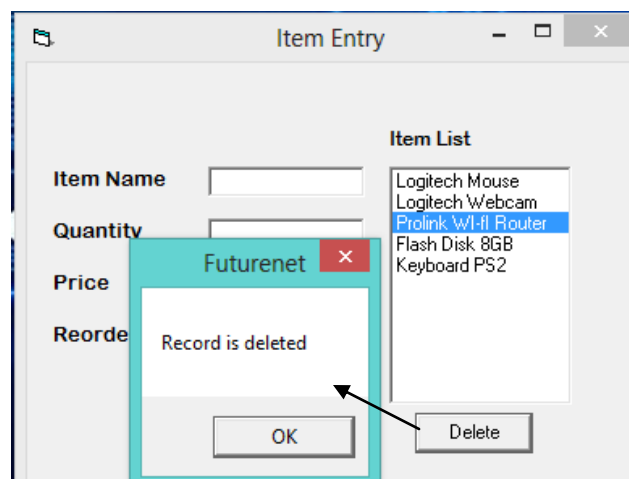 Item Entry
Item List
Item Name
Logitech Mouse
Logitech Webcam
Prolink WI-fI Router
Flash Disk 8GB
Keyboard PS2
Quantity
Price
Reorde
Futurenet
Record is deleted
OK
Delete